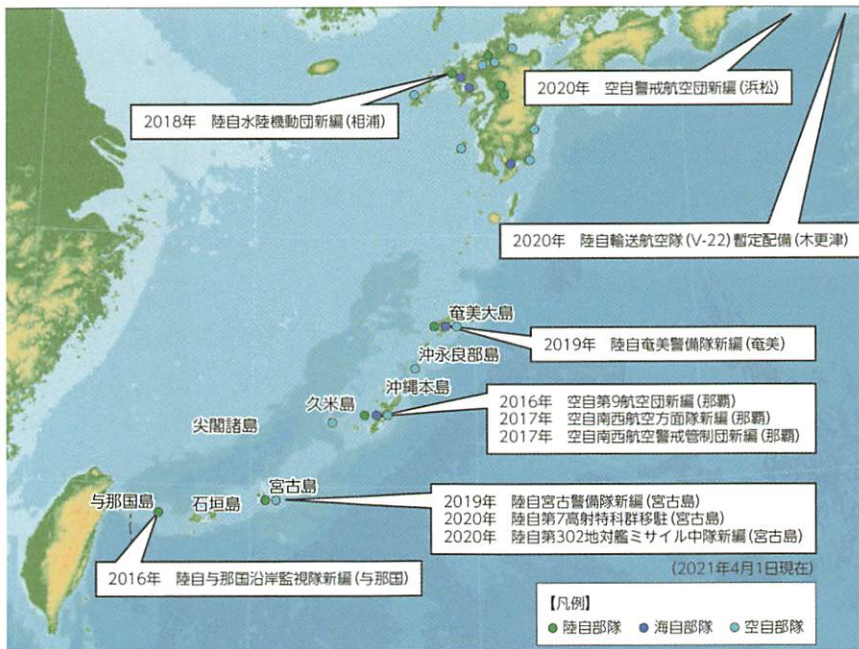 2020年 空自警戒航空団新編(浜松)
2018年 陸自水陸機動団新編(相浦)
2020年 陸自輸送航空隊(V-22)暫定配備(木更津)
奄美大島
2019年 陸自奄美警備隊新編(奄美)
沖永良部島
沖縄本島
久米島
2016年 空自第9航空団新編(那覇)
2017年 空自南西航空方面隊新編(那覇)
2017年 空自南西航空警戒管制団新編(那覇)
尖閣諸島
宮古島
石垣島
与那国島
2019年 陸自宮古警備隊新編(宮古島)
2020年 陸自第7高射特科群移駐(宮古島)
2020年 陸自第302地対艦ミサイル中隊新編(宮古島)
2016年 陸自与那国沿岸監視隊新編(与那国)
(2021年4月1日現在)
【凡例】
陸自部隊 海自部隊 空自部隊